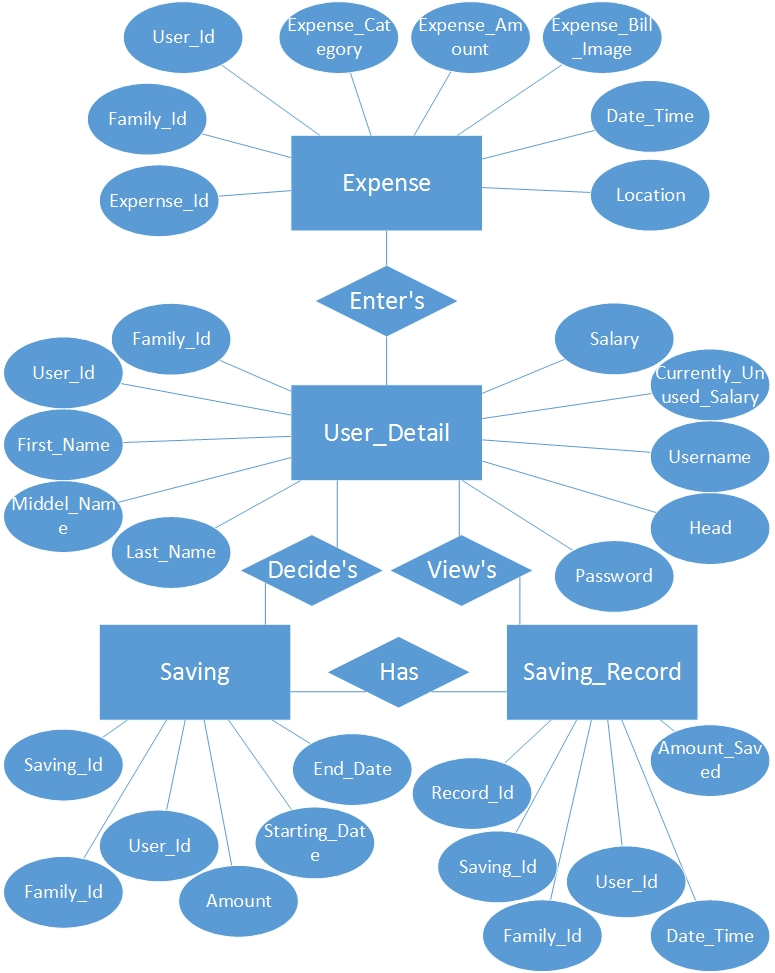 User_Id
Expense_Cat
egory
Expense_Am
ount
Expense_Bill
_Image
Family_Id
Date_Time
Expense
Expernse_Id
Location
Enter's
Family_Id
Salary
User_Id
Currently_Un
used_Salary
User_Detail
First_Name
Username
Middel_Nam
e
Head
Last_Name
Decide's
View's
Password
Saving
Has
Saving_Record
Saving_Id
End_Date
Amount_Sav
ed
Record_Id
Starting_Dat
e
User_Id
Saving_Id
Family_Id
Amount
User_Id
Family_Id
Date_Time